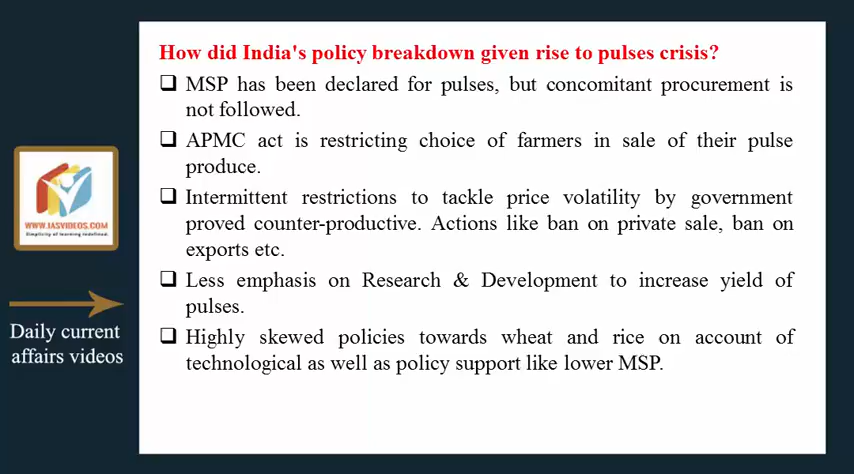 How did India's policy breakdown given rise to pulses crisis?
❑ MSP has been declared for pulses, but concomitant procurement is
not followed.
❑ APMC act is restricting choice of farmers in sale of their pulse
produce.
❑ Intermittent restrictions to tackle price volatility by government
proved counter-productive. Actions like ban on private sale, ban on
exports etc.
❑ Less emphasis on Research & Development to increase yield of
pulses.
❑ Highly skewed policies towards wheat and rice on account of
technological as well as policy support like lower MSP.
WWW.IASVIDEOS.COM
Simplicity of learning redefined.
Daily current
affairs videos